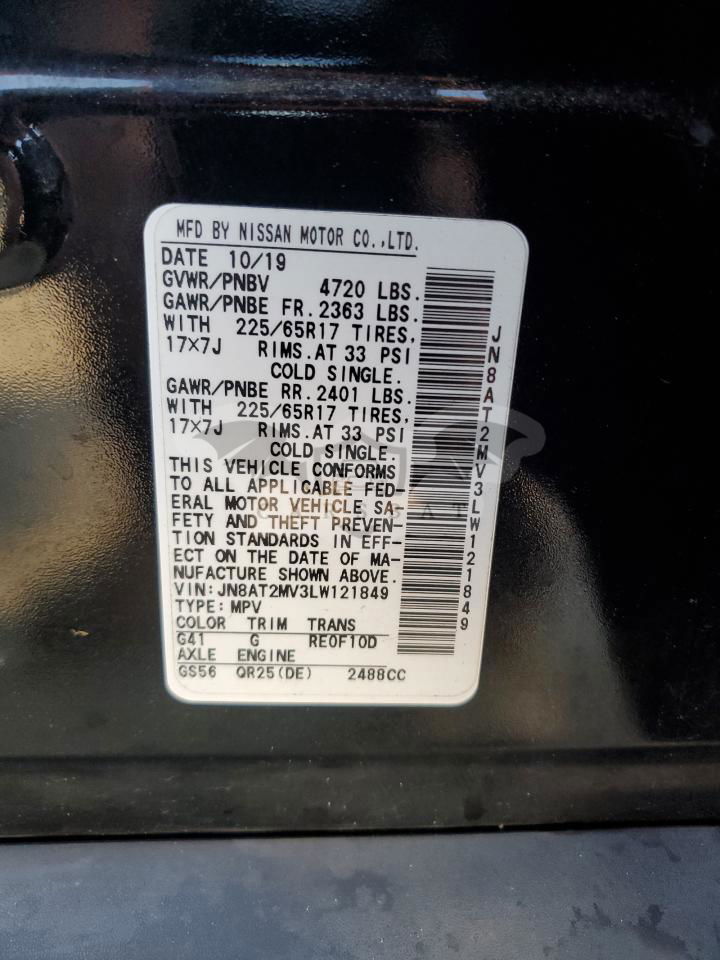 MFD BY NISSAN MOTOR CO.,LTD.
DATE 10/19
GVWR/PNBV 4720 LBS.
GAWR/PNBE FR. 2363 LBS.
WITH 225/65R17 TIRES,
17×7J RIMS.AT 33 PSI
COLD SINGLE.
GAWR/PNBE RR. 2401 LBS.
WITH 225/65R17 TIRES,
17×7J RIMS.AT 33 PSI
COLD SINGLE.
THIS VEHICLE CONFORMS
TO ALL APPLICABLE FED-
ERAL MOTOR VEHICLE SA-
FETY AND THEFT PREVEN-
TION STANDARDS IN EFF-
ECT ON THE DATE OF MA-
NUFACTURE SHOWN ABOVE.
VIN:JN8AT2MV3LW121849
TYPE:MPV
COLOR TRIM TRANS
G41 G RE0F10D
AXLE ENGINE
GS56 QR25(DE) 2488CC
JN8AT2MV3LW121849